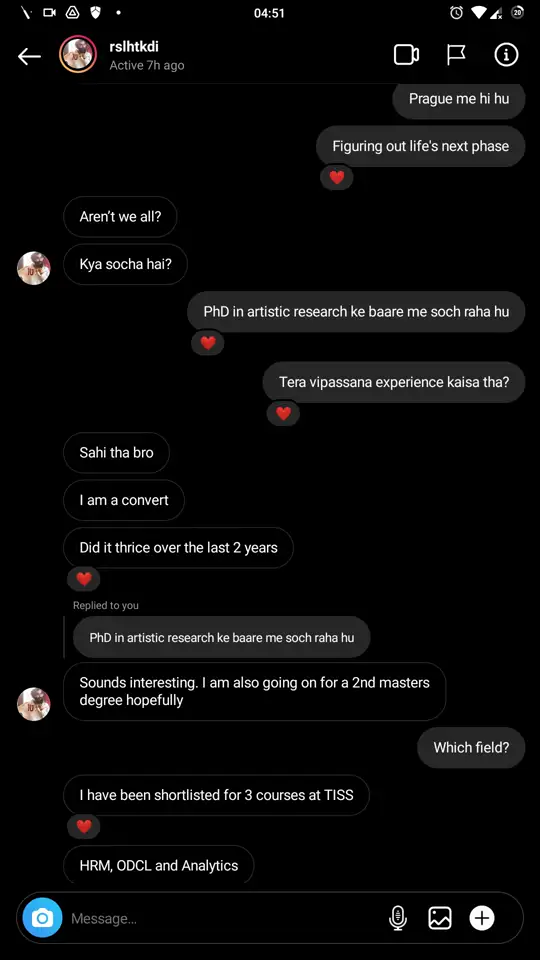 04:51
20
rslhtkdi
Active 7h ago
Prague me hi hu
Figuring out life's next phase
Aren’t we all?
Kya socha hai?
PhD in artistic research ke baare me soch raha hu
Tera vipassana experience kaisa tha?
Sahi tha bro
I am a convert
Did it thrice over the last 2 years
Replied to you
PhD in artistic research ke baare me soch raha hu
Sounds interesting. I am also going on for a 2nd masters
degree hopefully
Which field?
I have been shortlisted for 3 courses at TISS
HRM, ODCL and Analytics
Message…